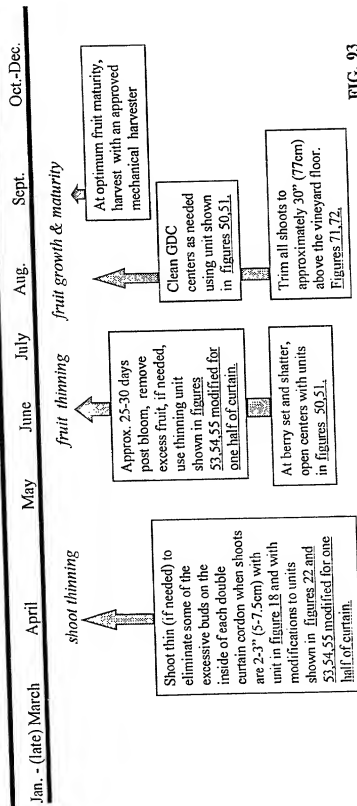 Jan. - (late) March April May June July Aug. Sept. Oct.-Dec.
shoot thinning
fruit thinning
fruit growth & maturity
Shoot thin (if needed) to
eliminate some of the
excessive buds on the
inside of each double
curtain cordon when shoots
are 2-3" (5-7.5cm) with
unit in figure 18 and with
modifications to units
shown in figures 22 and
53,54,55 modified for one
half of curtain.
Approx. 25-30 days
post bloom, remove
excess fruit, if needed,
use thinning unit
shown in figures
53,54,55 modified for
one half of curtain.
At berry set and shatter,
open centers with units
in figures 50,51.
Clean GDC
centers as needed
using unit shown
in figures 50,51.
Trim all shoots to
approximately 30" (77cm)
above the vineyard floor.
Figures 71,72.
At optimum fruit maturity,
harvest with an approved
mechanical harvester
FIG. 93